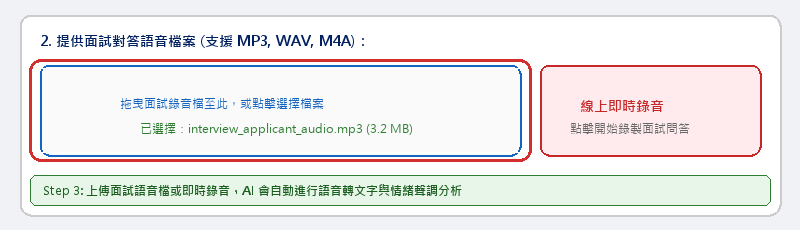 2. 提供面試對答語音檔案 (支援 MP3, WAV, M4A)：
拖曳面試錄音檔至此，或點擊選擇檔案
已選擇：interview_applicant_audio.mp3 (3.2 MB)
線上即時錄音
點擊開始錄製面試問答
Step 3: 上傳面試語音檔或即時錄音，AI 會自動進行語音轉文字與情緒聲調分析